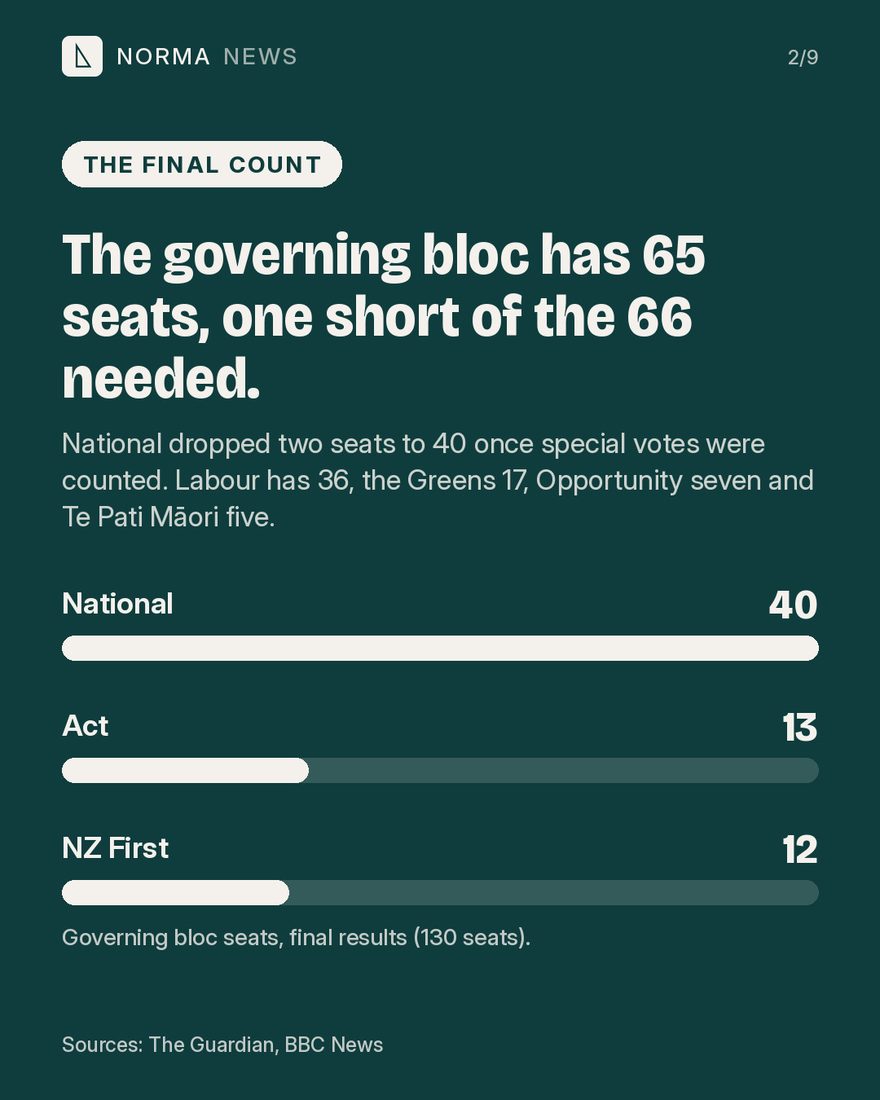 NORMA NEWS
2/9
THE FINAL COUNT
The governing bloc has 65
seats, one short of the 66
needed.
National dropped two seats to 40 once special votes were
counted. Labour has 36, the Greens 17, Opportunity seven and
Te Pati Māori five.
National 40
Act 13
NZ First 12
Governing bloc seats, final results (130 seats).
Sources: The Guardian, BBC News